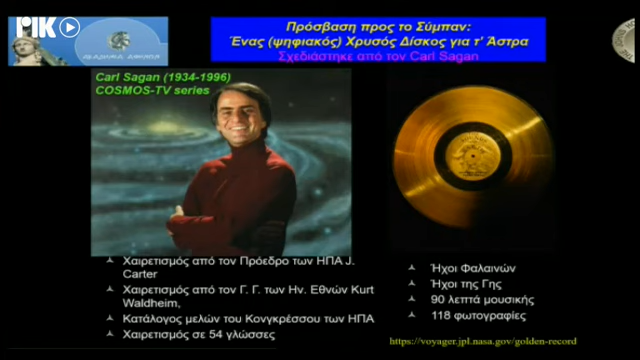 ΡΙΚ
Πρόσβαση προς το Σύμπαν:
Ένας (ψηφιακός) Χρυσός Δίσκος για τ' Άστρα
Σχεδιάστηκε από τον Carl Sagan
Carl Sagan (1934-1996)
COSMOS-TV series
Χαιρετισμός από τον Πρόεδρο των ΗΠΑ J.
Carter
Χαιρετισμός από τον Γ. Γ. των Ην. Εθνών Kurt
Waldheim,
Κατάλογος μελών του Κονγκρέσσου των ΗΠΑ
Χαιρετισμός σε 54 γλώσσες
Ήχοι Φαλαινών
Ήχοι της Γης
90 λεπτά μουσικής
118 φωτογραφίες
https://voyager.jpl.nasa.gov/golden-record